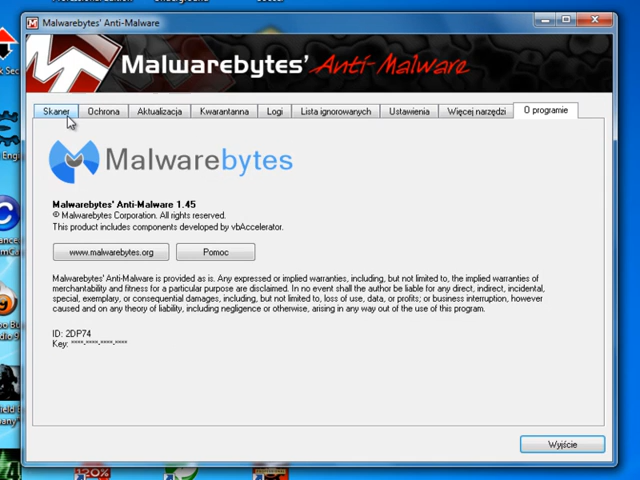 Malwarebytes' Anti-Malware
Malwarebytes' Anti-Malware
Skaner
Ochrona
Aktualizacja
Kwarantanna
Logi
Lista ignorowanych
Ustawienia
Więcej narzędzi
O programie
Malwarebytes
Malwarebytes' Anti-Malware 1.45
© Malwarebytes Corporation. All rights reserved.
This product includes components developed by vbAccelerator.
www.malwarebytes.org
Pomoc
Malwarebytes' Anti-Malware is provided as is. Any expressed or implied warranties, including, but not limited to, the implied warranties of
merchantability and fitness for a particular purpose are disclaimed. In no event shall the author be liable for any direct, indirect, incidental,
special, exemplary, or consequential damages, including, but not limited to, loss of use, data, or profits; or business interruption, however
caused and on any theory of liability, including negligence or otherwise, arising in any way out of the use of this program.
ID: 2DP74
Key: ****-****-****-****
Wyjście
120%